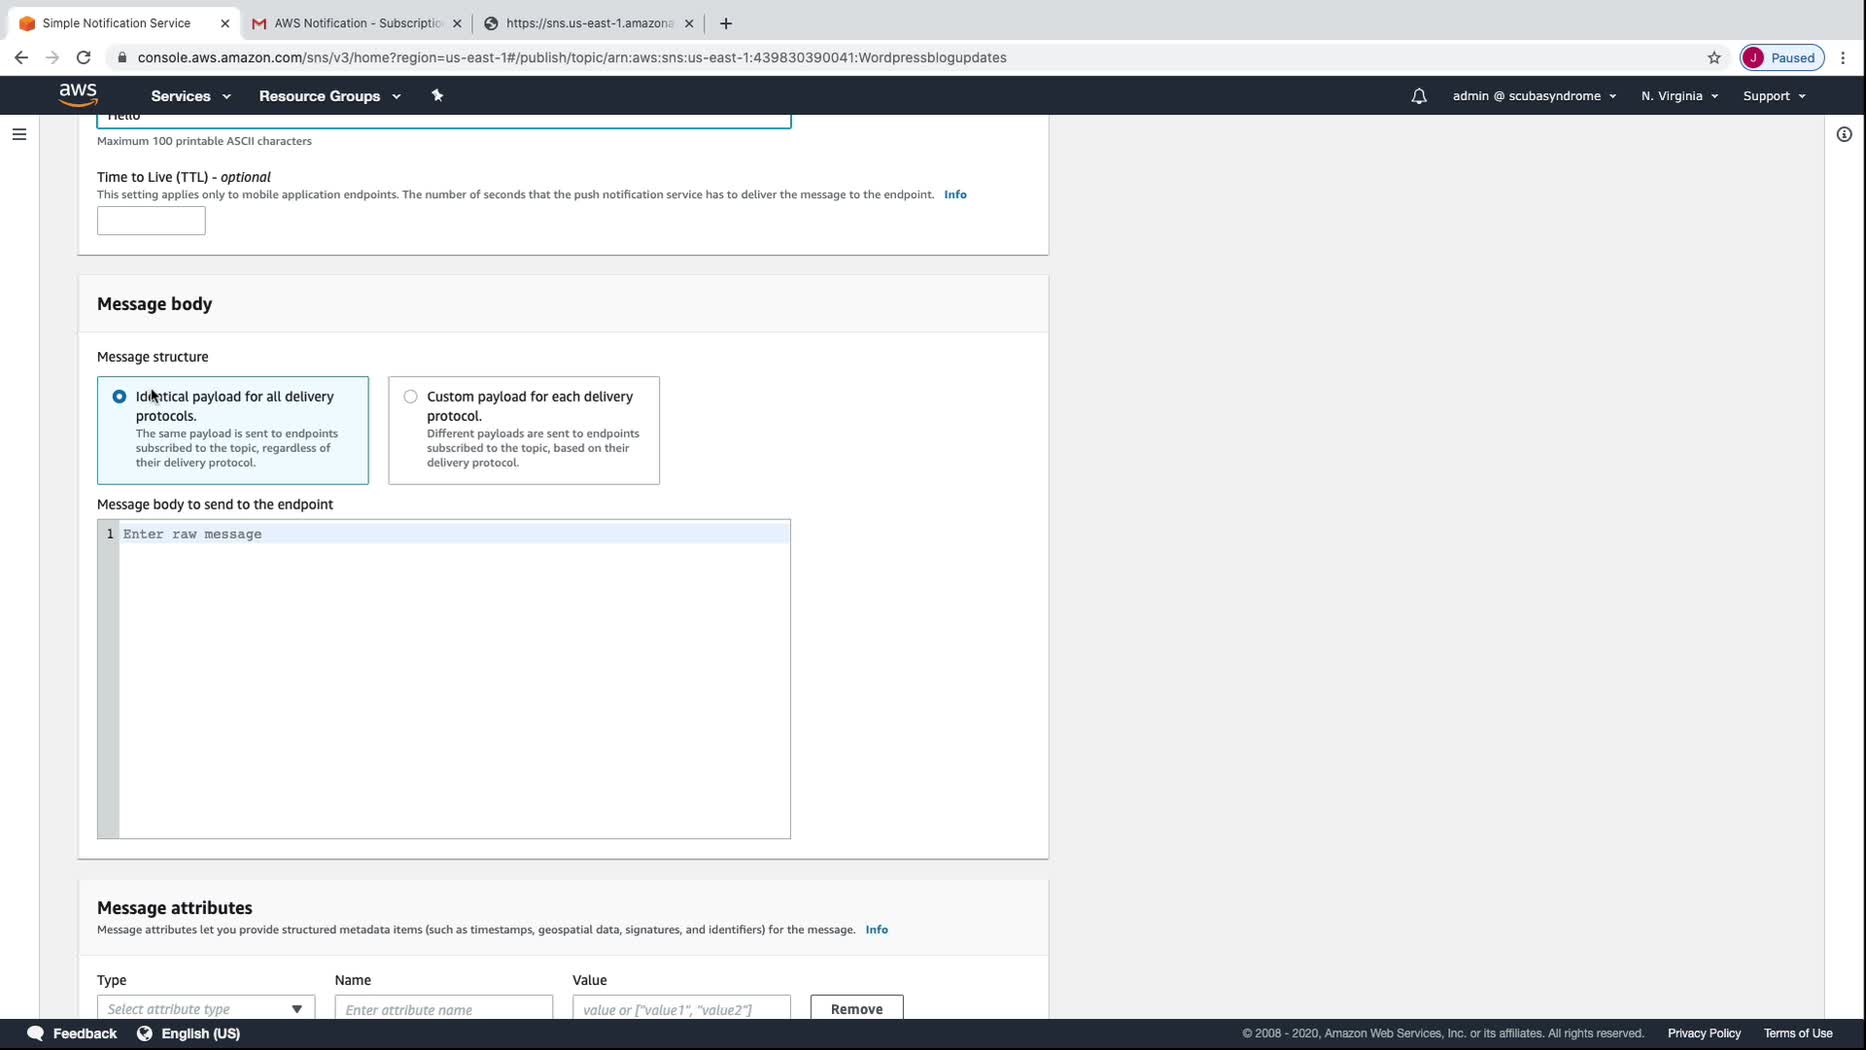 Simple Notification Service
AWS Notification - Subscriptio
https://sns.us-east-1.amazona
console.aws.amazon.com/sns/v3/home?region=us-east-1#/publish/topic/arn:aws:sns:us-east-1:439830390041:Wordpressblogupdates
J Paused
aws Services Resource Groups admin @ scubasyndrome N. Virginia Support
Hello
Maximum 100 printable ASCII characters
Time to Live (TTL) - optional
This setting applies only to mobile application endpoints. The number of seconds that the push notification service has to deliver the message to the endpoint. Info
Message body
Message structure
Identical payload for all delivery
protocols.
The same payload is sent to endpoints
subscribed to the topic, regardless of
their delivery protocol.
Custom payload for each delivery
protocol.
Different payloads are sent to endpoints
subscribed to the topic, based on their
delivery protocol.
Message body to send to the endpoint
1 Enter raw message
Message attributes
Message attributes let you provide structured metadata items (such as timestamps, geospatial data, signatures, and identifiers) for the message. Info
Type Name Value
Select attribute type Enter attribute name value or ["value1", "value2"] Remove
Feedback English (US) © 2008 - 2020, Amazon Web Services, Inc. or its affiliates. All rights reserved. Privacy Policy Terms of Use